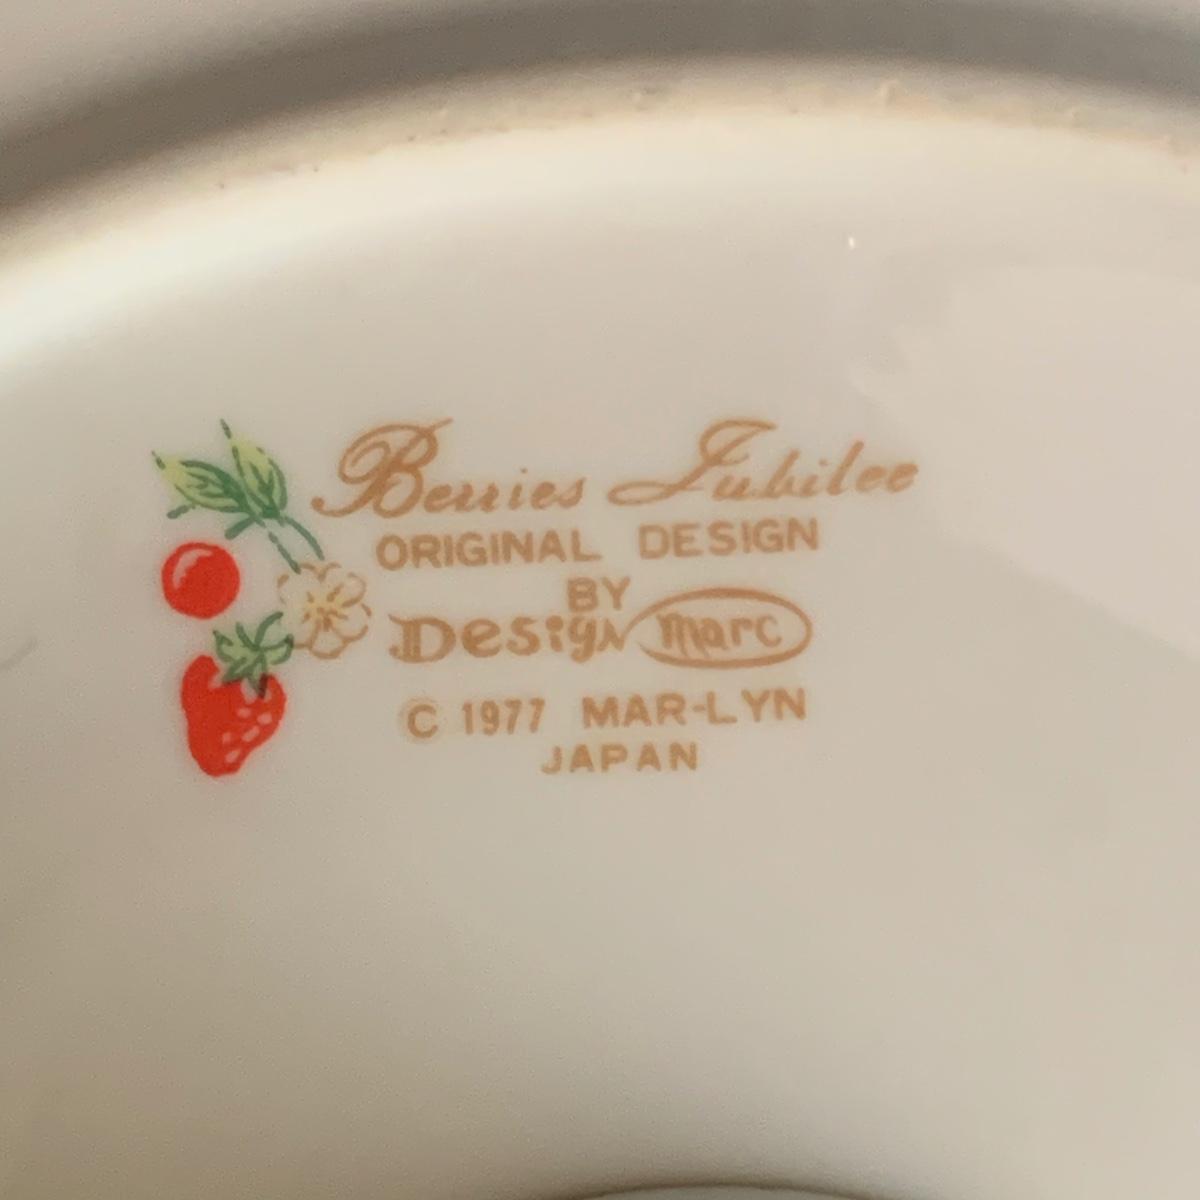 Berries Jubilee
ORIGINAL DESIGN
BY
Design marc
© 1977 MAR-LYN
JAPAN